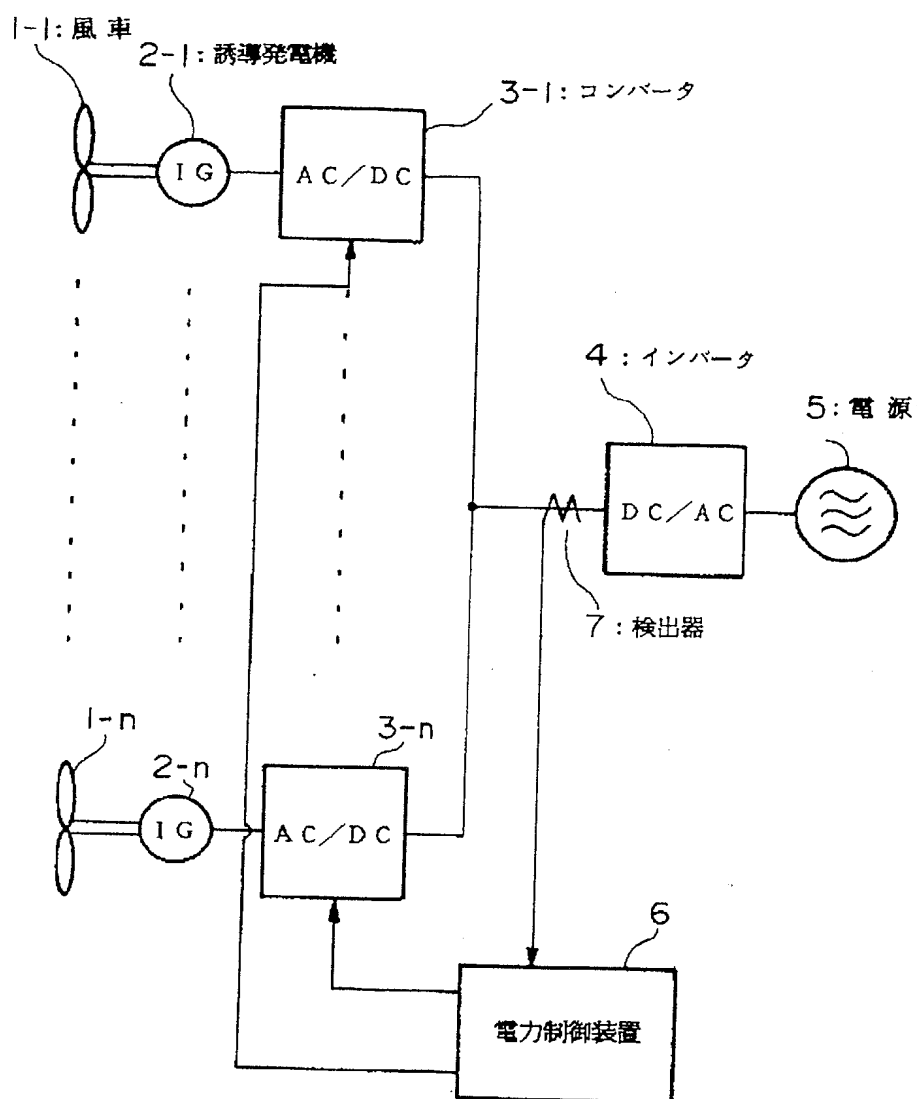 1-1:風車
2-1:誘導発電機
3-1:コンバータ
IG
AC/DC
4:インバータ
5:電源
DC/AC
7:検出器
1-n
2-n
3-n
IG
AC/DC
6
電力制御装置